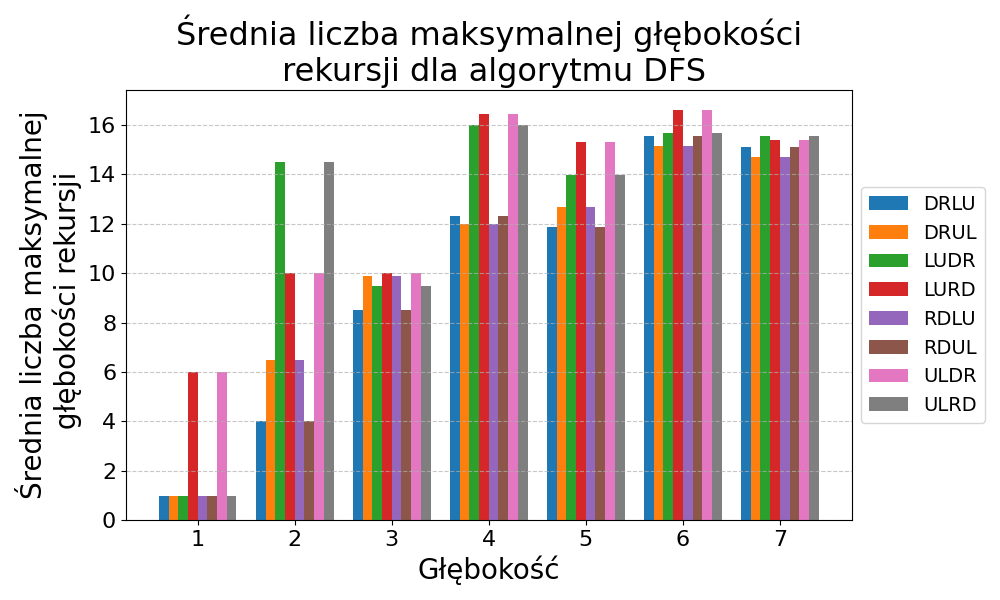 Średnia liczba maksymalnej głębokości
rekursji dla algorytmu DFS
Średnia liczba maksymalnej
głębokości rekursji
16
14
12
10
8
6
4
2
0
1 2 3 4 5 6 7
Głębokość
DRLU
DRUL
LUDR
LURD
RDLU
RDUL
ULDR
ULRD